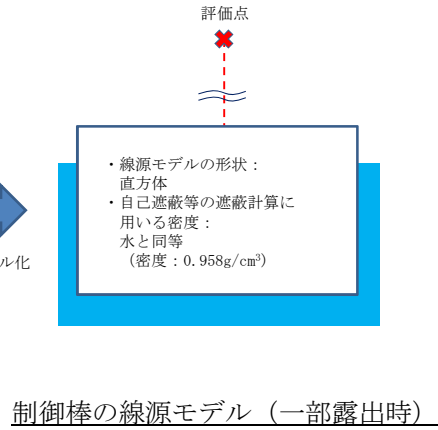 評価点
・線源モデルの形状：
直方体
・自己遮蔽等の遮蔽計算に
用いる密度：
水と同等
（密度：0.958g/cm³）
ル化
制御棒の線源モデル（一部露出時）